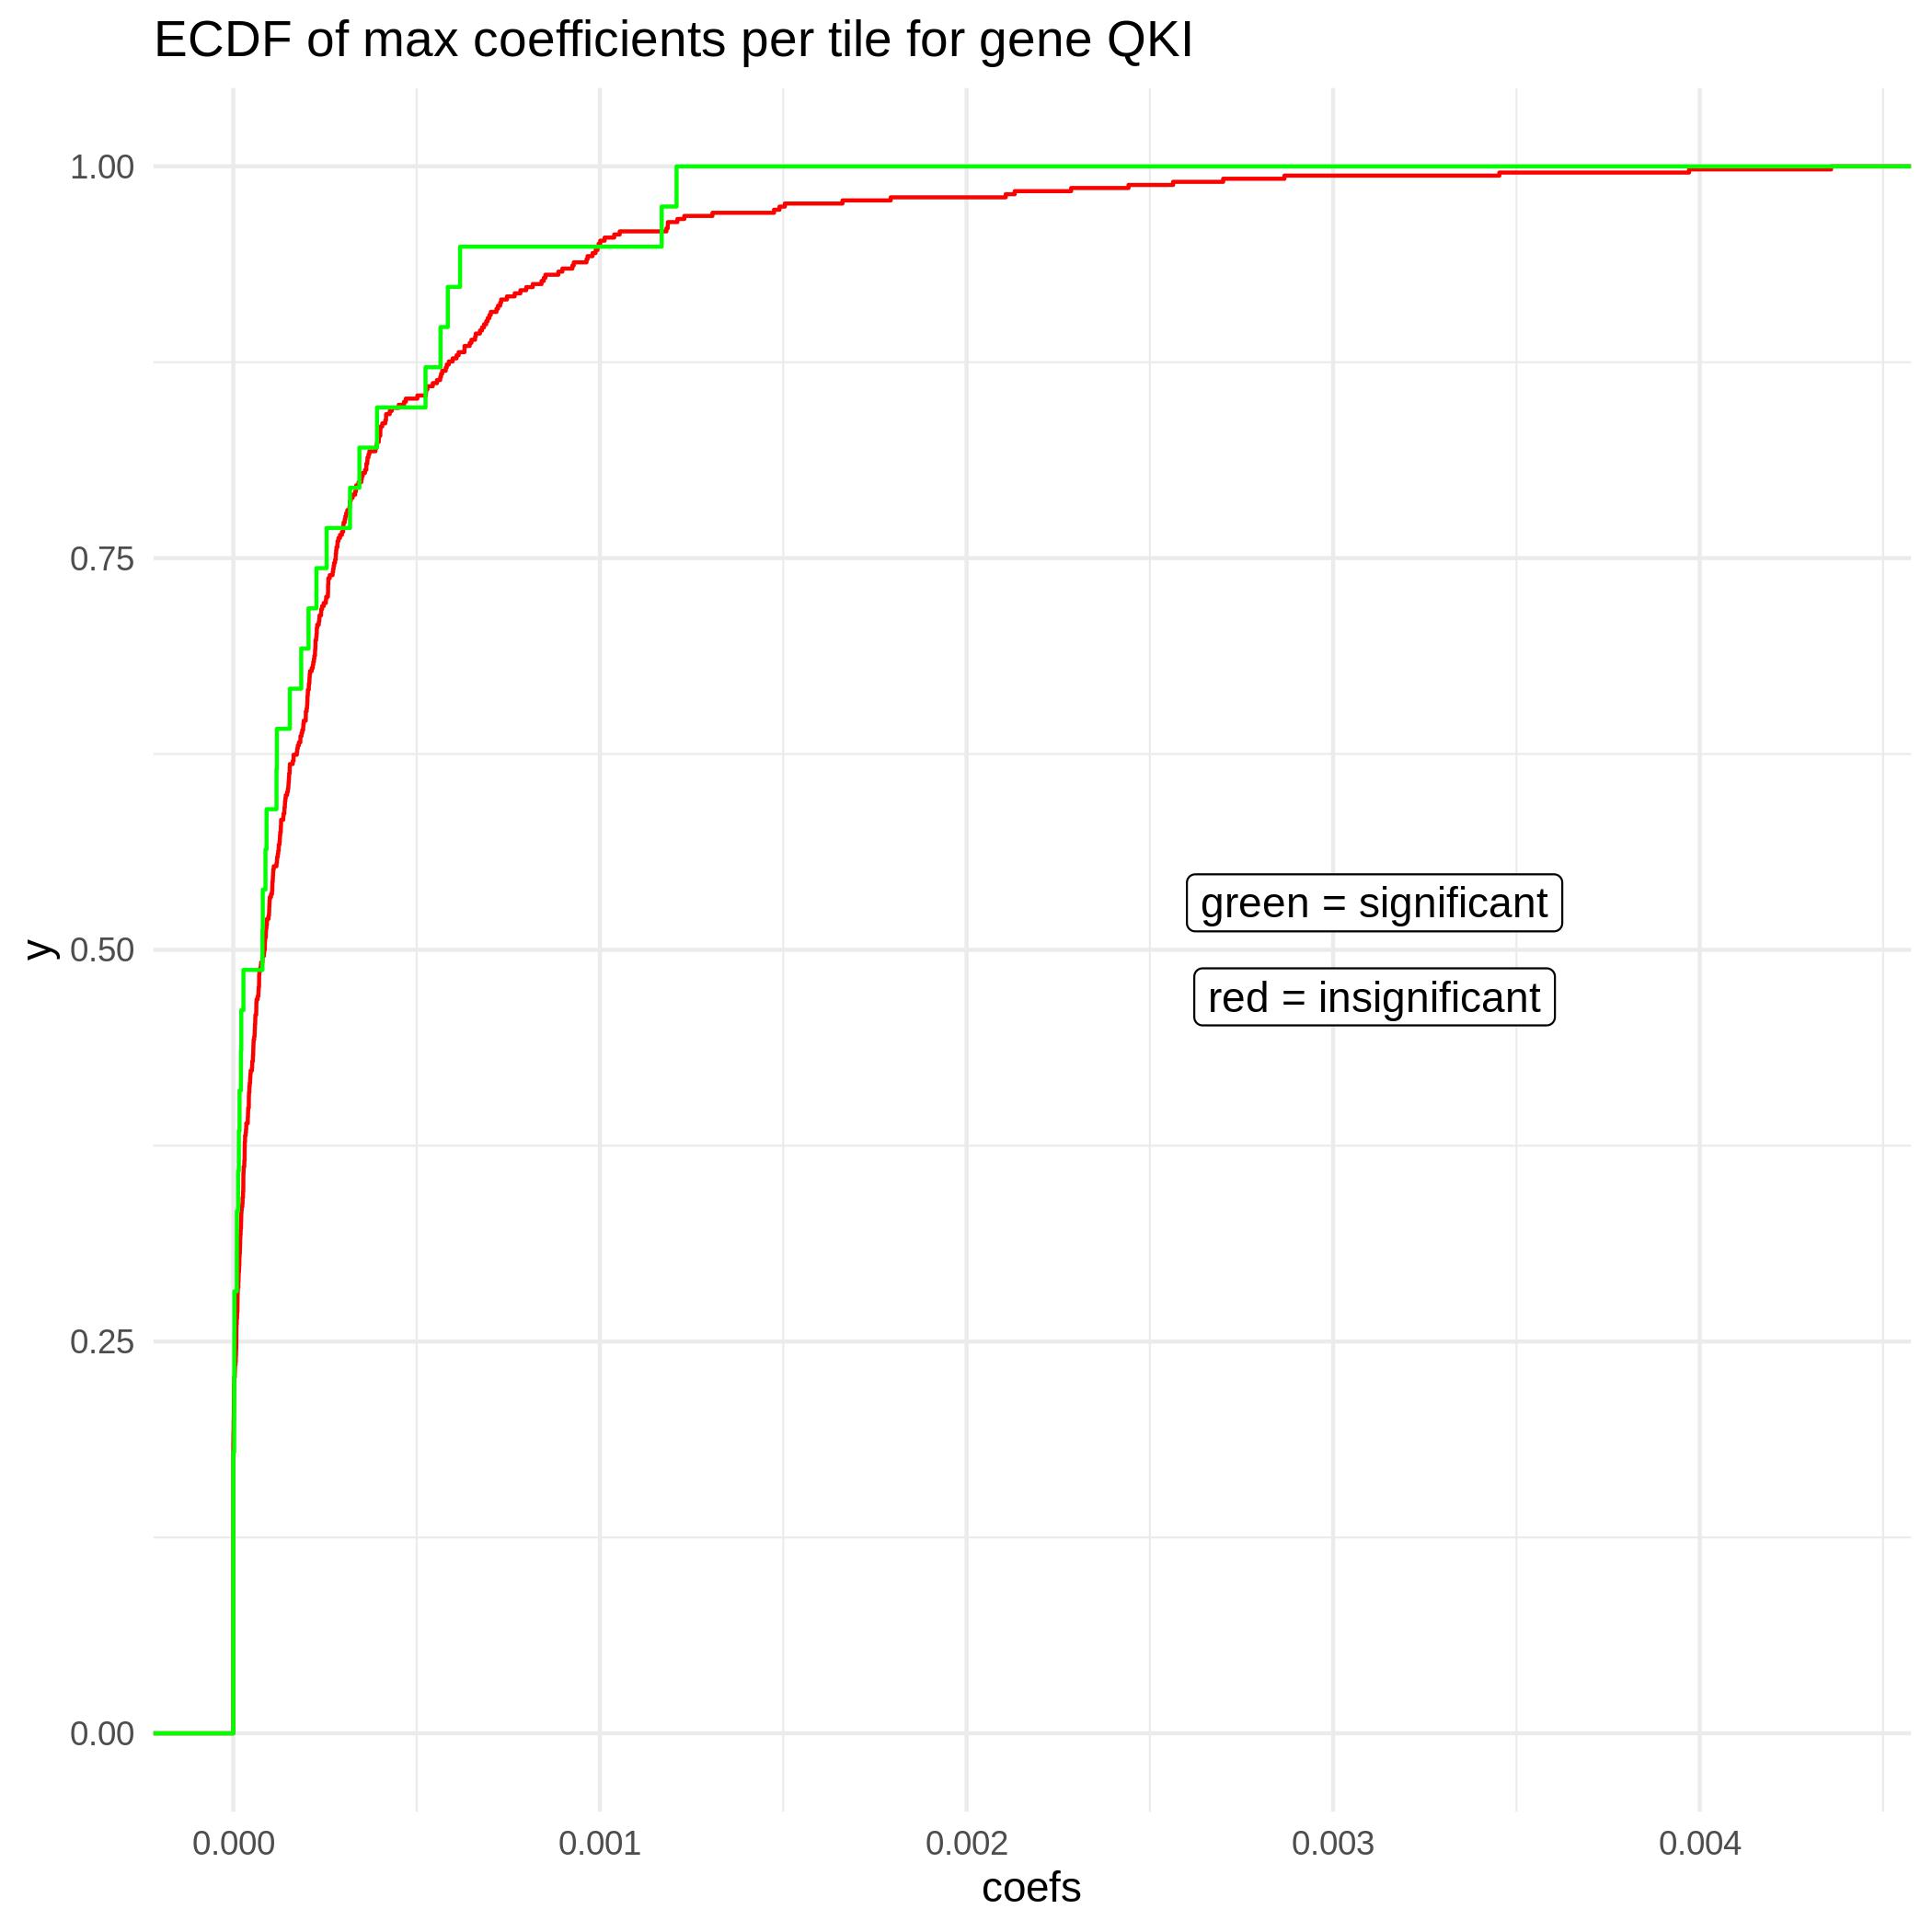 ECDF of max coefficients per tile for gene QKI
1.00
0.75
0.50
0.25
0.00
y
green = significant
red = insignificant
0.000 0.001 0.002 0.003 0.004
coefs